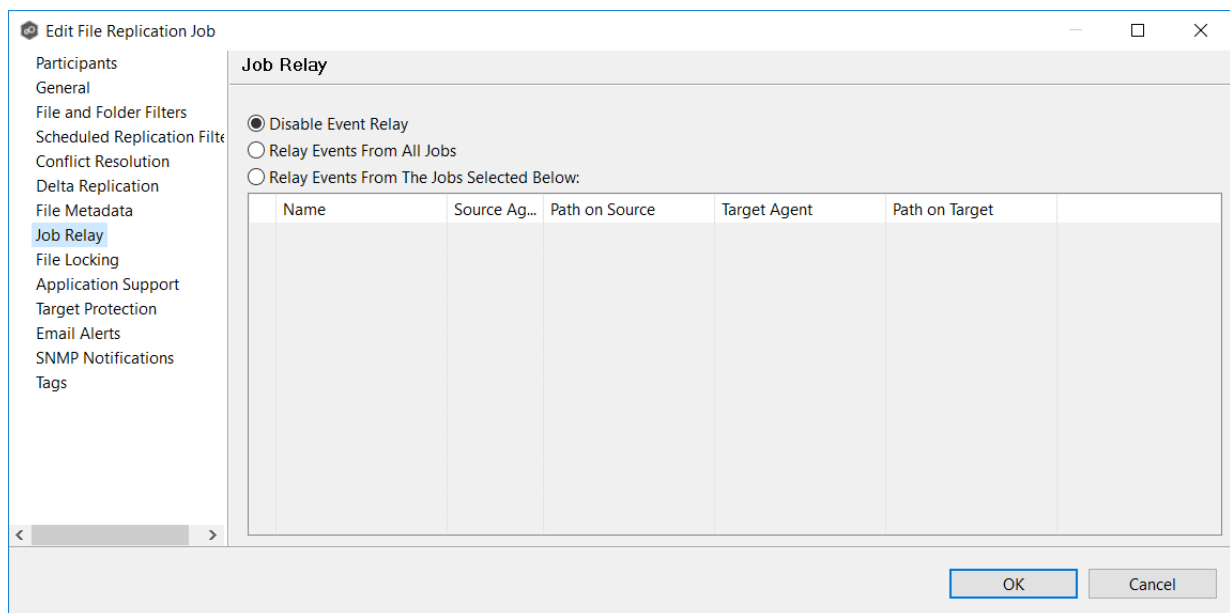 Edit File Replication Job
Participants
General
File and Folder Filters
Scheduled Replication Filte
Conflict Resolution
Delta Replication
File Metadata
Job Relay
File Locking
Application Support
Target Protection
Email Alerts
SNMP Notifications
Tags
Job Relay
Disable Event Relay
Relay Events From All Jobs
Relay Events From The Jobs Selected Below:
Name Source Ag... Path on Source Target Agent Path on Target
OK Cancel